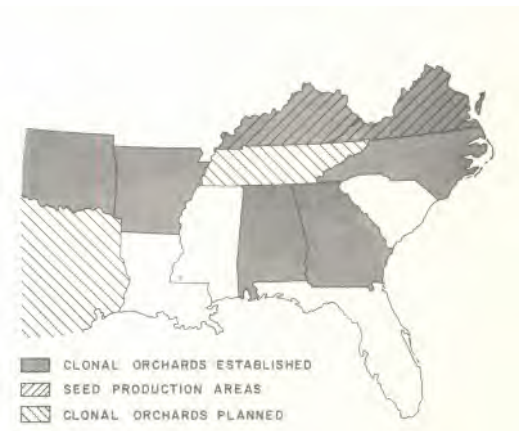 CLONAL ORCHARDS ESTABLISHED
SEED PRODUCTION AREAS
CLONAL ORCHARDS PLANNED